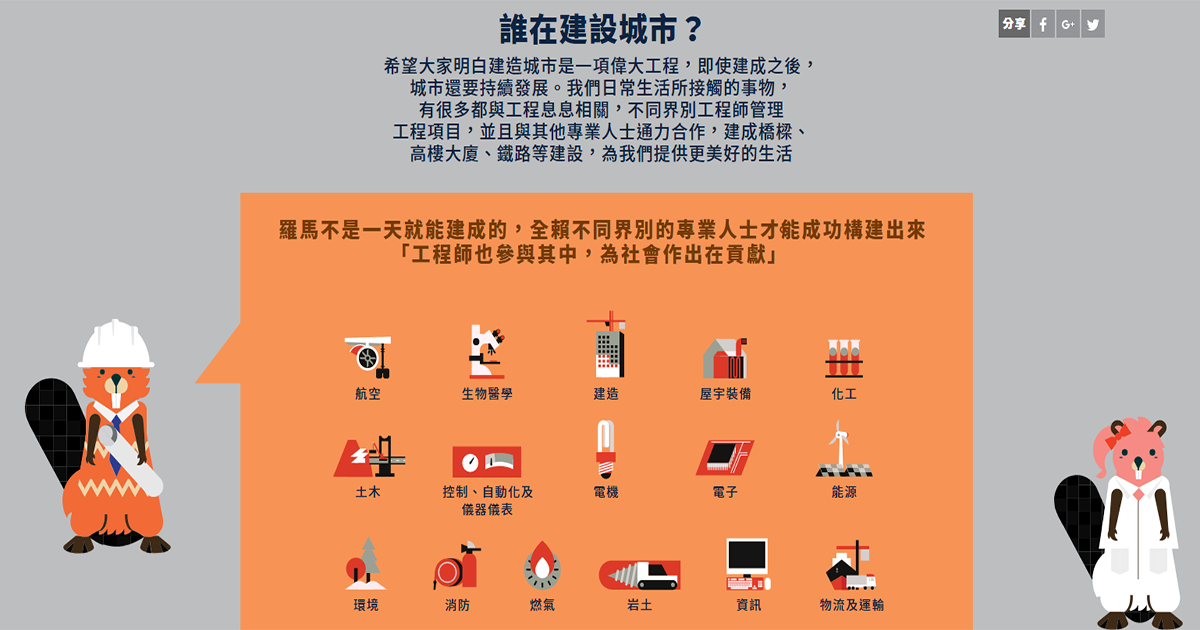 誰在建設城市？
分享
希望大家明白建造城市是一項偉大工程，即使建成之後，
城市還要持續發展。我們日常生活所接觸的事物，
有很多都與工程息息相關，不同界別工程師管理
工程項目，並且與其他專業人士通力合作，建成橋樑、
高樓大廈、鐵路等建設，為我們提供更美好的生活
羅馬不是一天就能建成的，全賴不同界別的專業人士才能成功構建出來
「工程師也參與其中，為社會作出在貢獻」
航空
生物醫學
建造
屋宇裝備
化工
土木
控制、自動化及
儀器儀表
電機
電子
能源
環境
消防
燃氣
岩土
資訊
物流及運輸